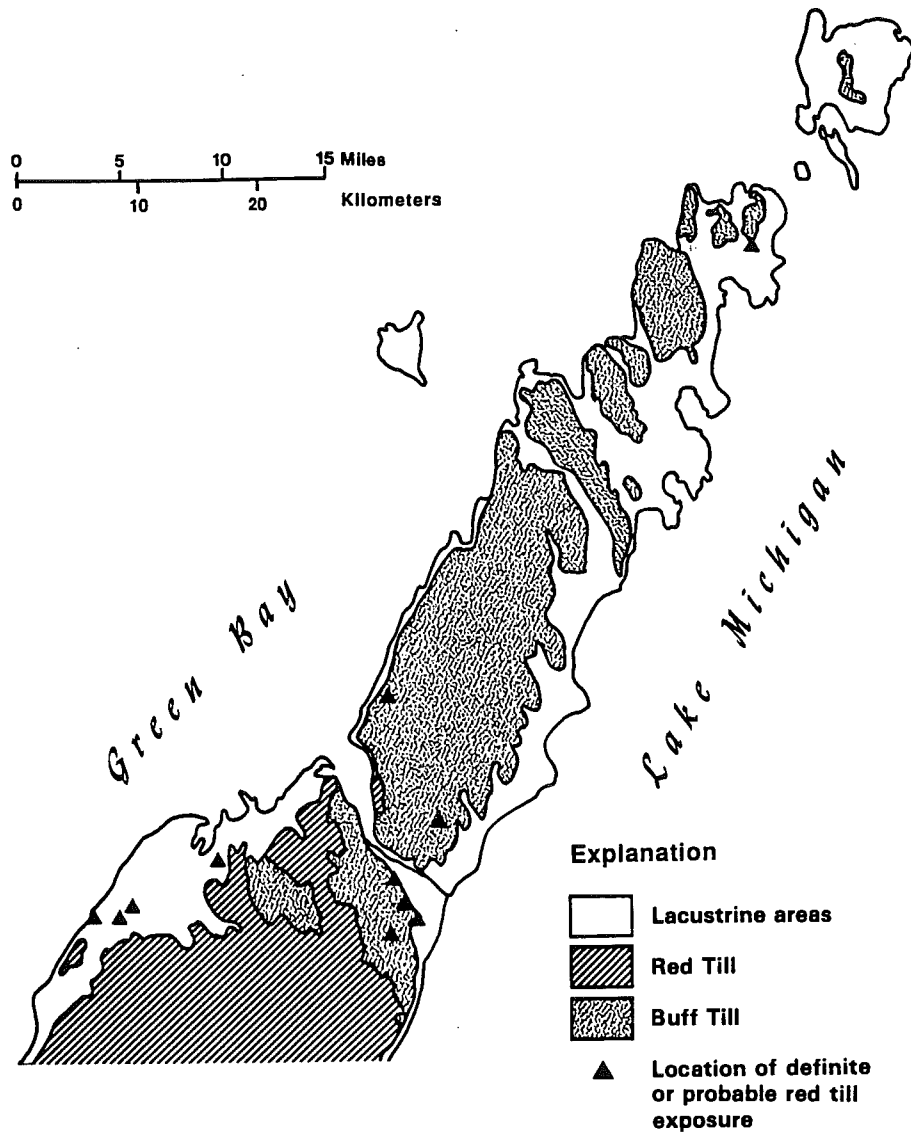 0 5 10 15 Miles
0 10 20 Kilometers
Green Bay
Lake Michigan
Explanation
Lacustrine areas
Red Till
Buff Till
Location of definite
or probable red till
exposure